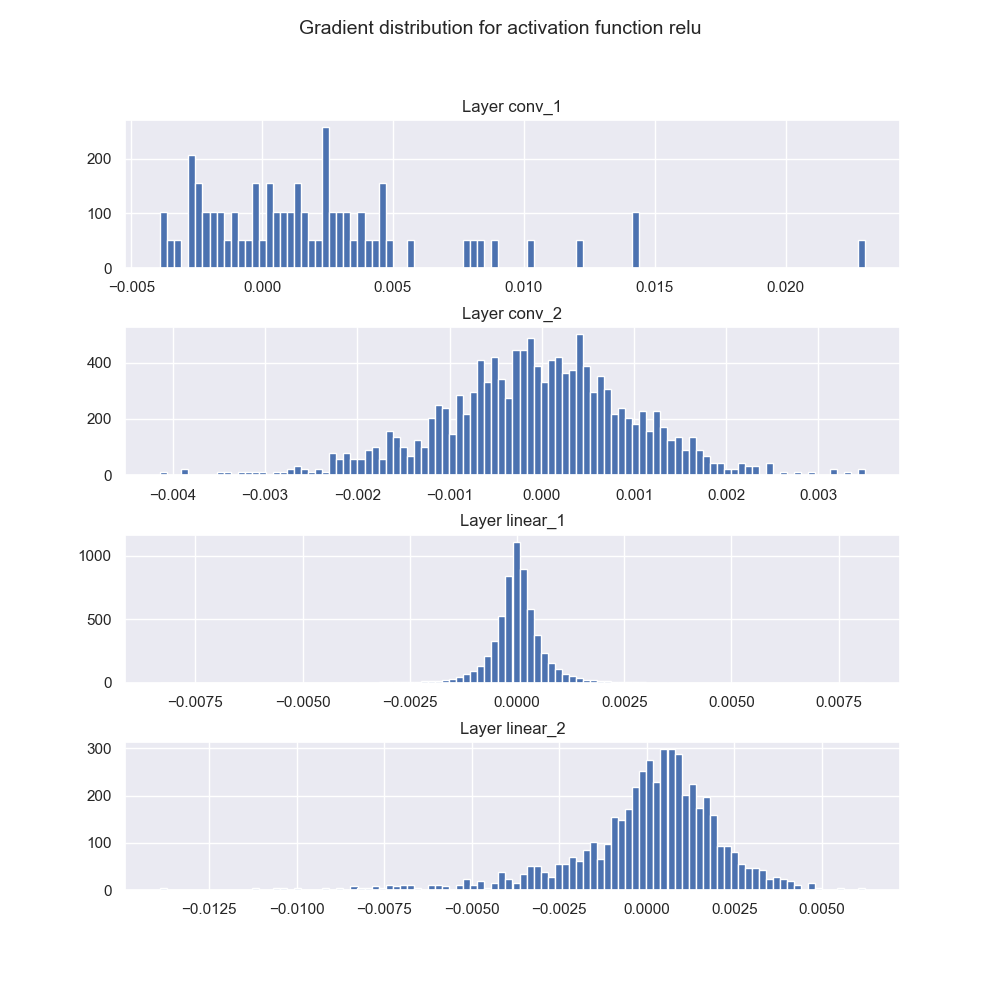 Gradient distribution for activation function relu
Layer conv_1
200
100
0
−0.005 0.000 0.005 0.010 0.015 0.020
Layer conv_2
400
200
0
−0.004 −0.003 −0.002 −0.001 0.000 0.001 0.002 0.003
Layer linear_1
1000
500
0
−0.0075 −0.0050 −0.0025 0.0000 0.0025 0.0050 0.0075
Layer linear_2
300
200
100
0
−0.0125 −0.0100 −0.0075 −0.0050 −0.0025 0.0000 0.0025 0.0050